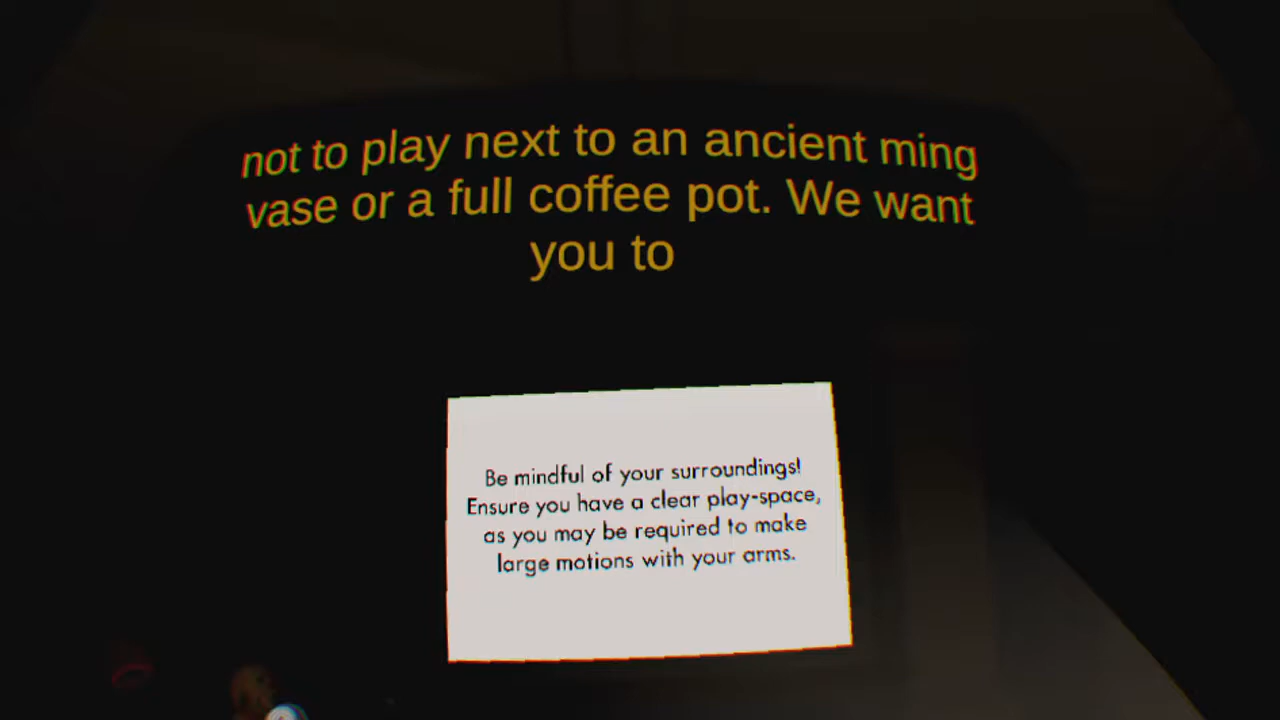 not to play next to an ancient ming
vase or a full coffee pot. We want
you to
Be mindful of your surroundings!
Ensure you have a clear play-space,
as you may be required to make
large motions with your arms.